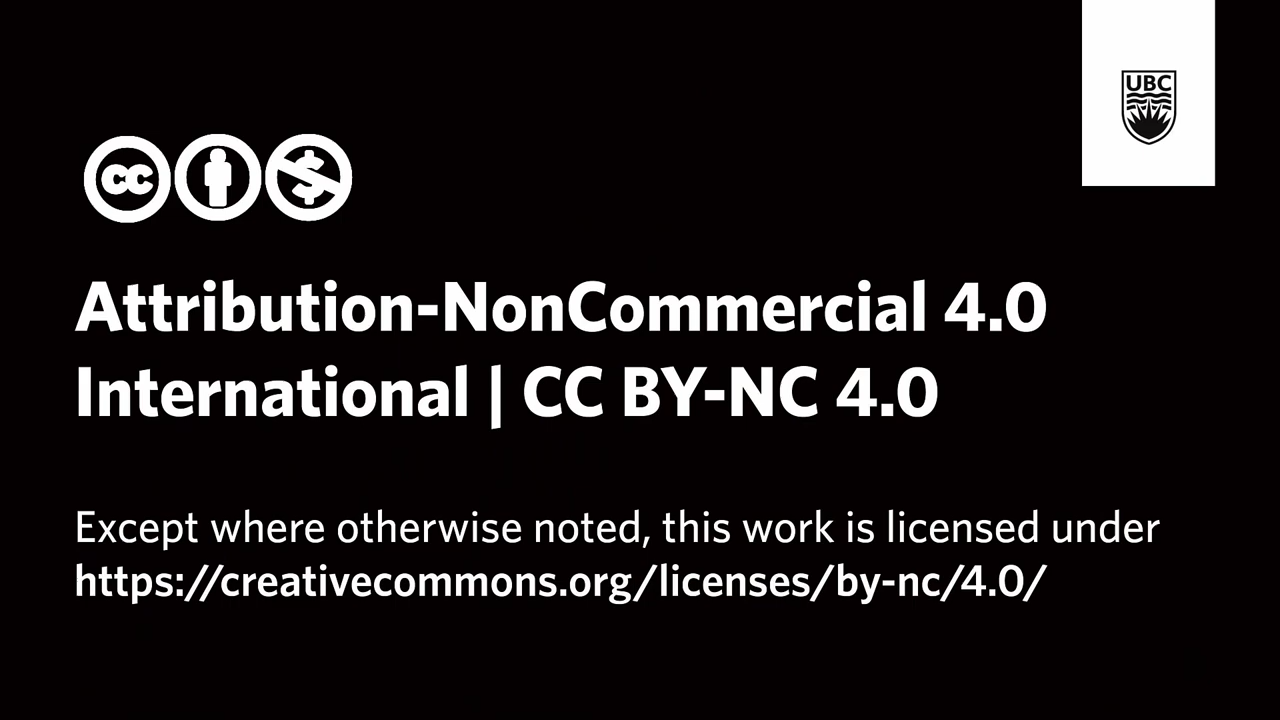 UBC
cc
Attribution-NonCommercial 4.0
International | CC BY-NC 4.0
Except where otherwise noted, this work is licensed under
https://creativecommons.org/licenses/by-nc/4.0/